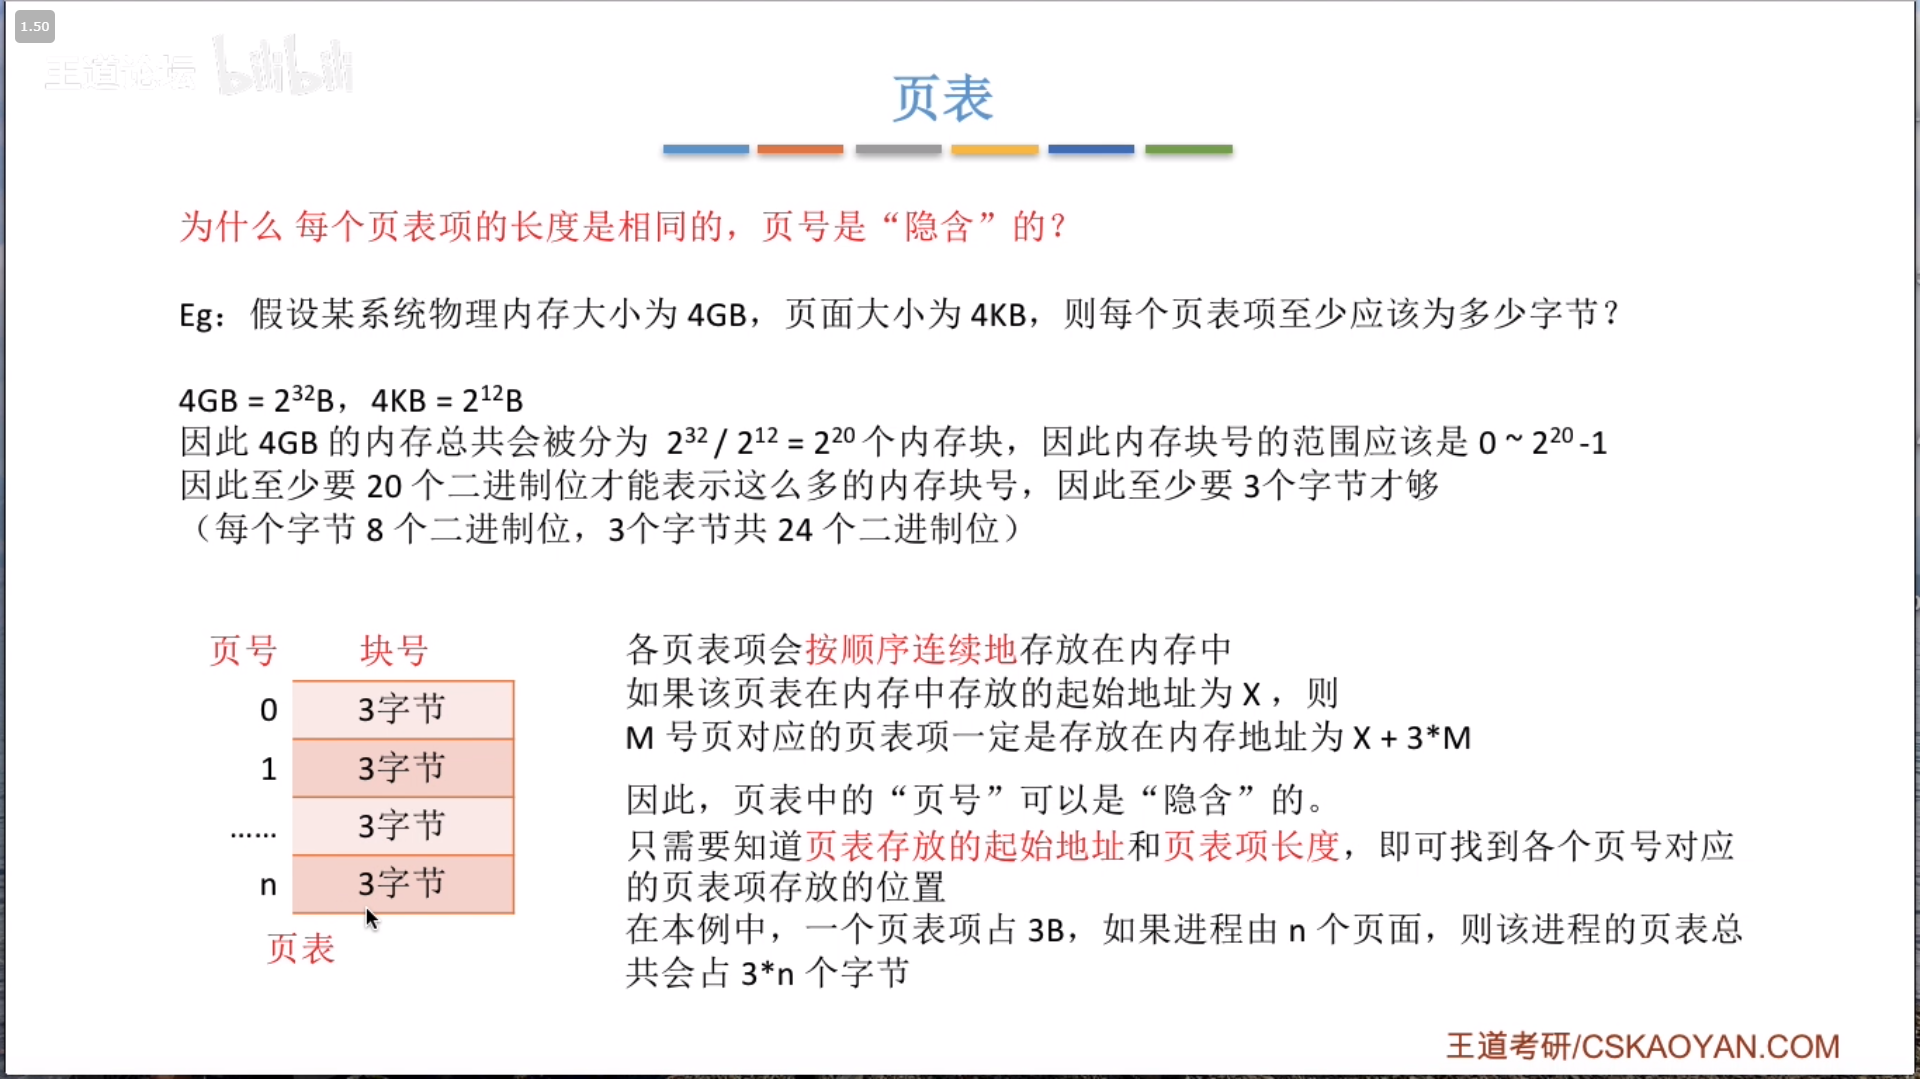 1.50
王道论坛 bilibili
页表
为什么 每个页表项的长度是相同的，页号是“隐含”的？
Eg：假设某系统物理内存大小为 4GB，页面大小为 4KB，则每个页表项至少应该为多少字节？
4GB = 2³²B，4KB = 2¹²B
因此 4GB 的内存总共会被分为 2³² / 2¹² = 2²⁰ 个内存块，因此内存块号的范围应该是 0 ~ 2²⁰ -1
因此至少要 20 个二进制位才能表示这么多的内存块号，因此至少要 3个字节才够
（每个字节 8 个二进制位，3个字节共 24 个二进制位）
页号 块号
0 3字节
1 3字节
…… 3字节
n 3字节
页表
各页表项会按顺序连续地存放在内存中
如果该页表在内存中存放的起始地址为 X ，则
M 号页对应的页表项一定是存放在内存地址为 X + 3*M
因此，页表中的“页号”可以是“隐含”的。
只需要知道页表存放的起始地址和页表项长度，即可找到各个页号对应
的页表项存放的位置
在本例中，一个页表项占 3B，如果进程由 n 个页面，则该进程的页表总
共会占 3*n 个字节
王道考研/CSKAOYAN.COM